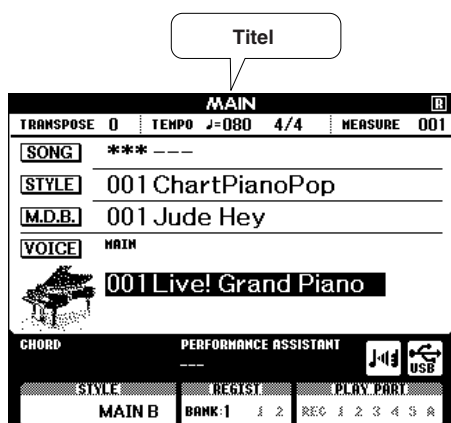 Titel
MAIN R
TRANSPOSE 0 TEMPO ♩=080 4/4 MEASURE 001
SONG *** ---
STYLE 001 ChartPianoPop
M.D.B. 001 Jude Hey
VOICE MAIN
001 Live! Grand Piano
CHORD PERFORMANCE ASSISTANT
---
USB
STYLE REGIST PLAY PART
MAIN B BANK:1 1 2 REC 1 2 3 4 5 A